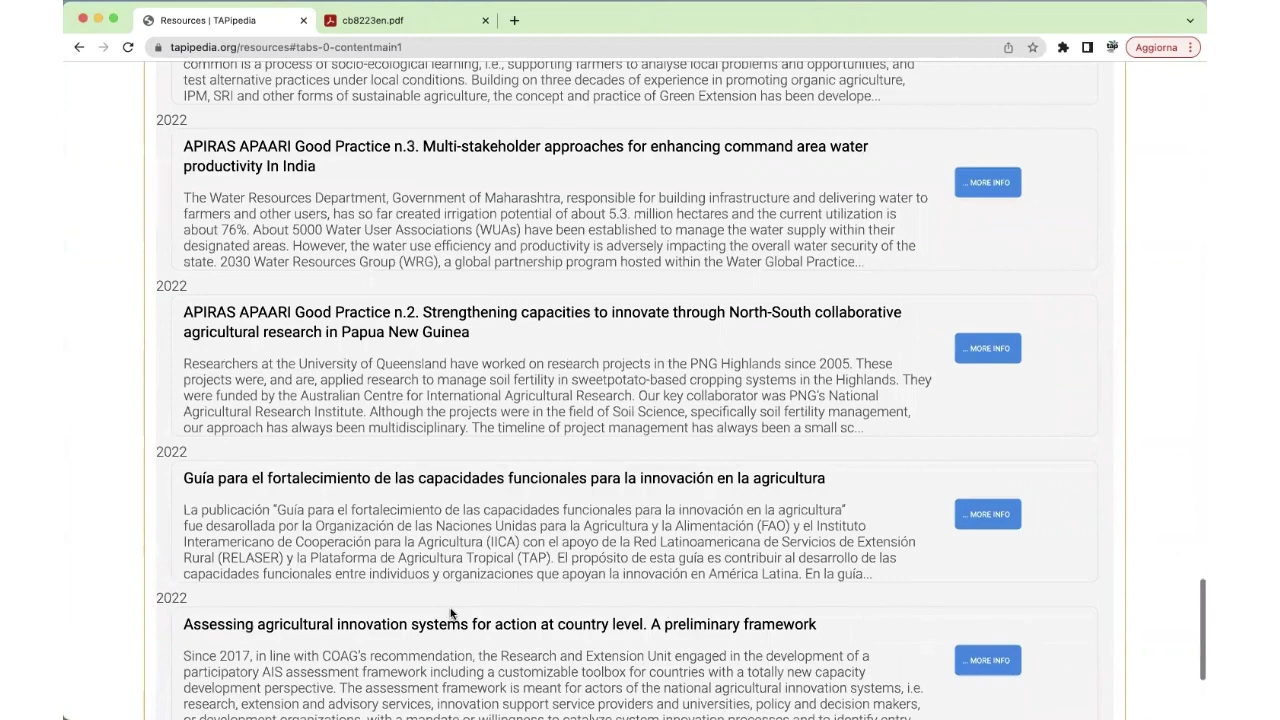 Resources | TAPipedia
cb8223en.pdf
tapipedia.org/resources#tabs-0-contentmain1
Aggiorna
common is a process of socio-ecological learning, i.e., supporting farmers to analyse local problems and opportunities, and
test alternative practices under local conditions. Building on three decades of experience in promoting organic agriculture,
IPM, SRI and other forms of sustainable agriculture, the concept and practice of Green Extension has been develope...
2022
APIRAS APAARI Good Practice n.3. Multi-stakeholder approaches for enhancing command area water
productivity In India
... MORE INFO
The Water Resources Department, Government of Maharashtra, responsible for building infrastructure and delivering water to
farmers and other users, has so far created irrigation potential of about 5.3. million hectares and the current utilization is
about 76%. About 5000 Water User Associations (WUAs) have been established to manage the water supply within their
designated areas. However, the water use efficiency and productivity is adversely impacting the overall water security of the
state. 2030 Water Resources Group (WRG), a global partnership program hosted within the Water Global Practice...
2022
APIRAS APAARI Good Practice n.2. Strengthening capacities to innovate through North-South collaborative
agricultural research in Papua New Guinea
... MORE INFO
Researchers at the University of Queensland have worked on research projects in the PNG Highlands since 2005. These
projects were, and are, applied research to manage soil fertility in sweetpotato-based cropping systems in the Highlands. They
were funded by the Australian Centre for International Agricultural Research. Our key collaborator was PNG's National
Agricultural Research Institute. Although the projects were in the field of Soil Science, specifically soil fertility management,
our approach has always been multidisciplinary. The timeline of project management has always been a small sc...
2022
Guía para el fortalecimiento de las capacidades funcionales para la innovación en la agricultura
... MORE INFO
La publicación "Guía para el fortalecimiento de las capacidades funcionales para la innovación en la agricultura"
fue desarollada por la Organización de las Naciones Unidas para la Agricultura y la Alimentación (FAO) y el Instituto
Interamericano de Cooperación para la Agricultura (IICA) con el apoyo de la Red Latinoamericana de Servicios de Extensión
Rural (RELASER) y la Plataforma de Agricultura Tropical (TAP). El propósito de esta guía es contribuir al desarrollo de las
capacidades funcionales entre individuos y organizaciones que apoyan la innovación en América Latina. En la guía...
2022
Assessing agricultural innovation systems for action at country level. A preliminary framework
... MORE INFO
Since 2017, in line with COAG's recommendation, the Research and Extension Unit engaged in the development of a
participatory AIS assessment framework including a customizable toolbox for countries with a totally new capacity
development perspective. The assessment framework is meant for actors of the national agricultural innovation systems, i.e.
research, extension and advisory services, innovation support service providers and universities, policy and decision makers,
or development organizations, with a mandate or willingness to catalyze system innovation processes and to identify entry